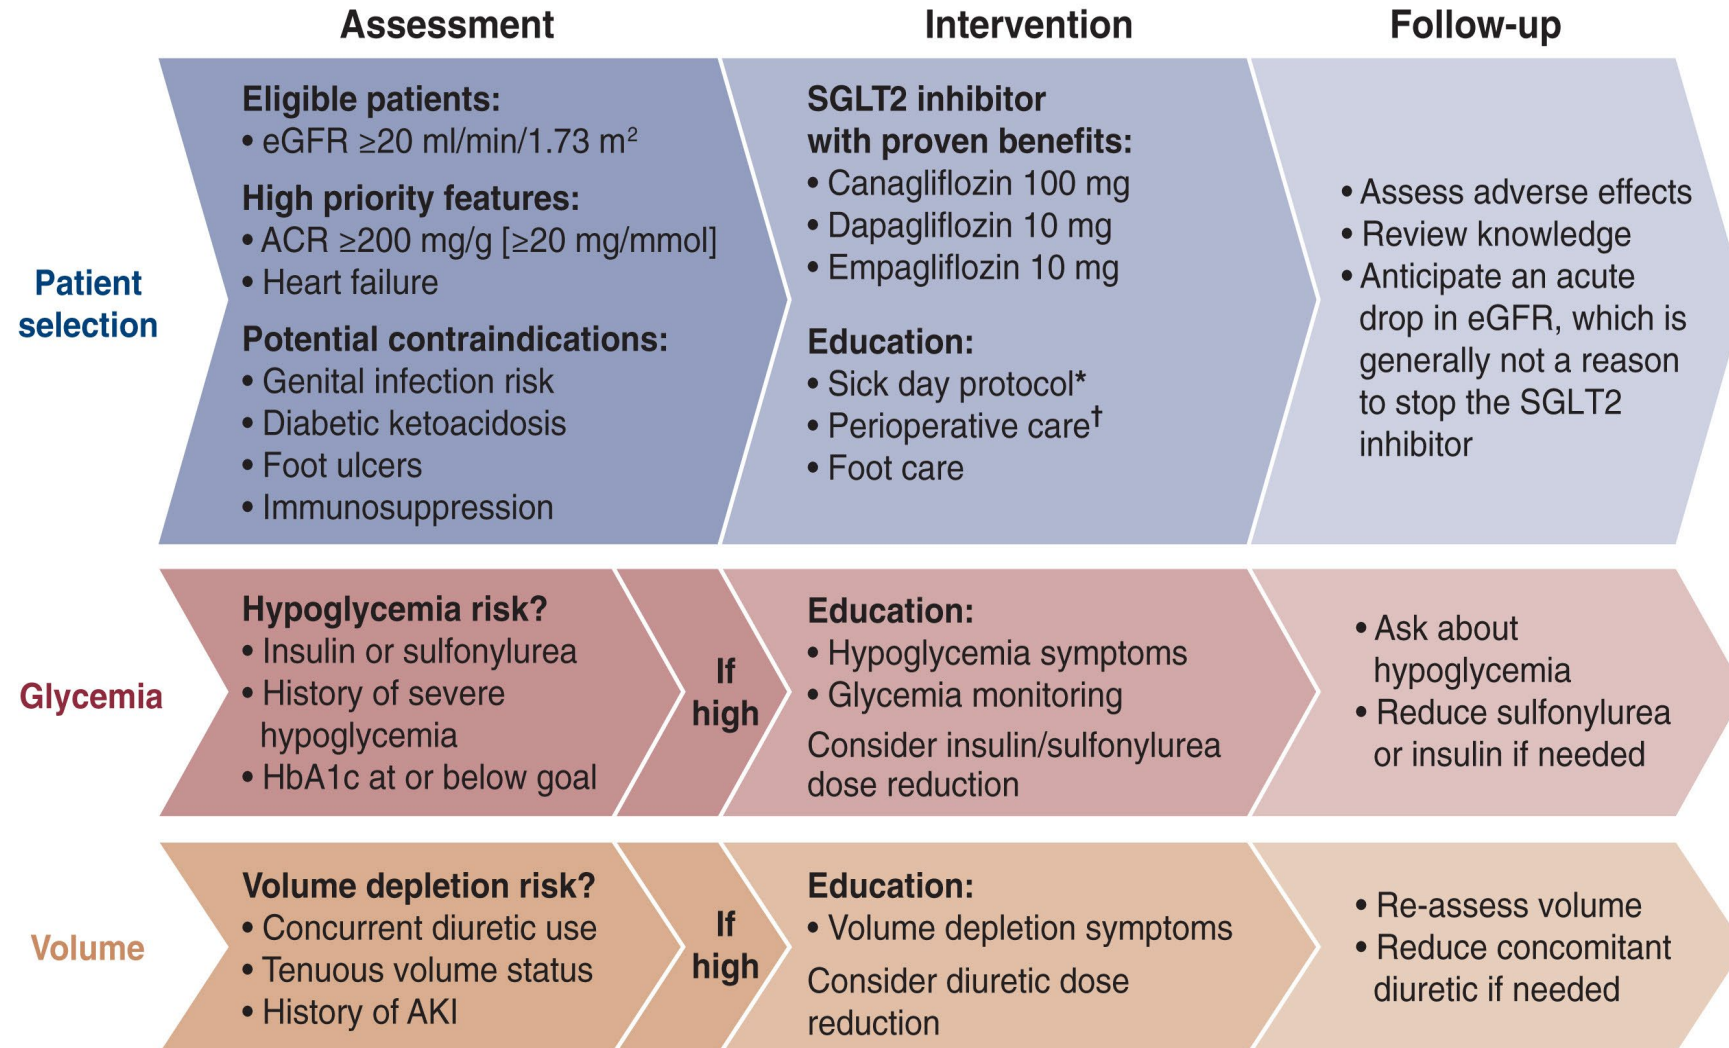 Assessment
Intervention
Follow-up
Patient
selection
Eligible patients:
• eGFR ≥20 ml/min/1.73 m²
High priority features:
• ACR ≥200 mg/g [≥20 mg/mmol]
• Heart failure
Potential contraindications:
• Genital infection risk
• Diabetic ketoacidosis
• Foot ulcers
• Immunosuppression
SGLT2 inhibitor
with proven benefits:
• Canagliflozin 100 mg
• Dapagliflozin 10 mg
• Empagliflozin 10 mg
Education:
• Sick day protocol*
• Perioperative care†
• Foot care
• Assess adverse effects
• Review knowledge
• Anticipate an acute
drop in eGFR, which is
generally not a reason
to stop the SGLT2
inhibitor
Glycemia
Hypoglycemia risk?
• Insulin or sulfonylurea
• History of severe
hypoglycemia
• HbA1c at or below goal
If
high
Education:
• Hypoglycemia symptoms
• Glycemia monitoring
Consider insulin/sulfonylurea
dose reduction
• Ask about
hypoglycemia
• Reduce sulfonylurea
or insulin if needed
Volume
Volume depletion risk?
• Concurrent diuretic use
• Tenuous volume status
• History of AKI
If
high
Education:
• Volume depletion symptoms
Consider diuretic dose
reduction
• Re-assess volume
• Reduce concomitant
diuretic if needed